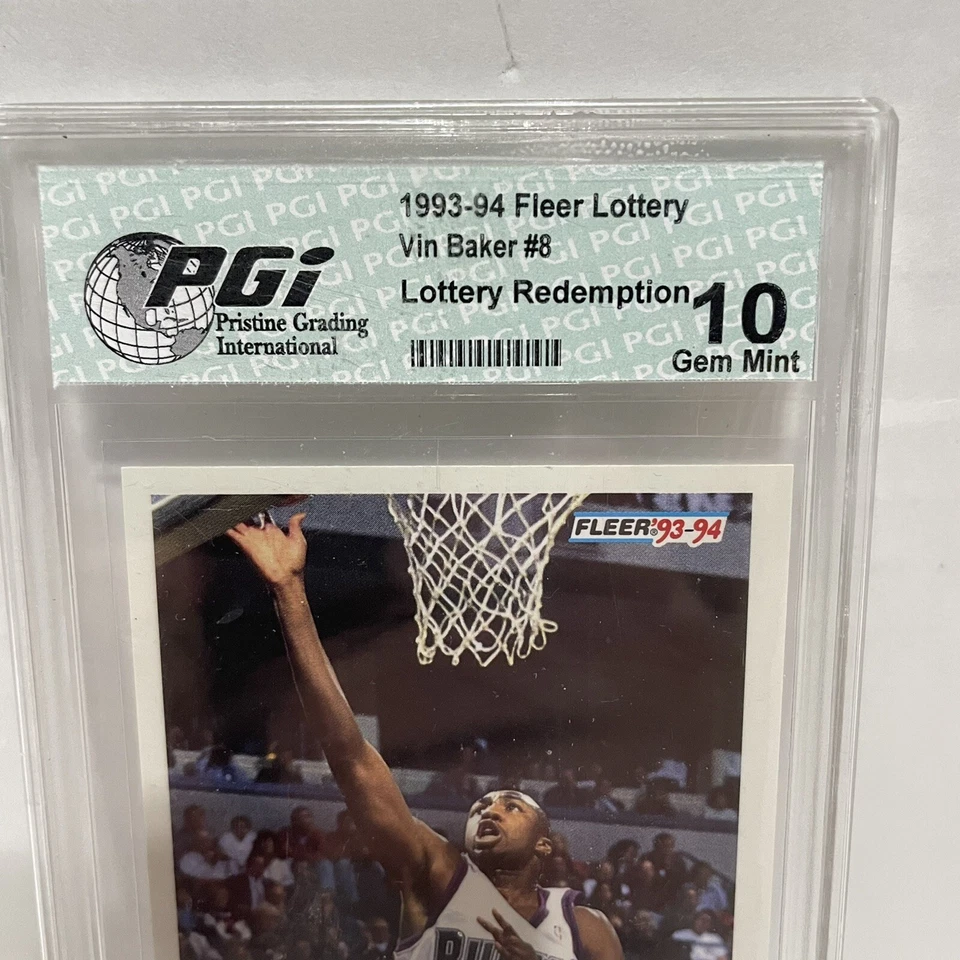 PGi
Pristine Grading
International
1993-94 Fleer Lottery
Vin Baker #8
Lottery Redemption
10
Gem Mint
FLEER '93-94